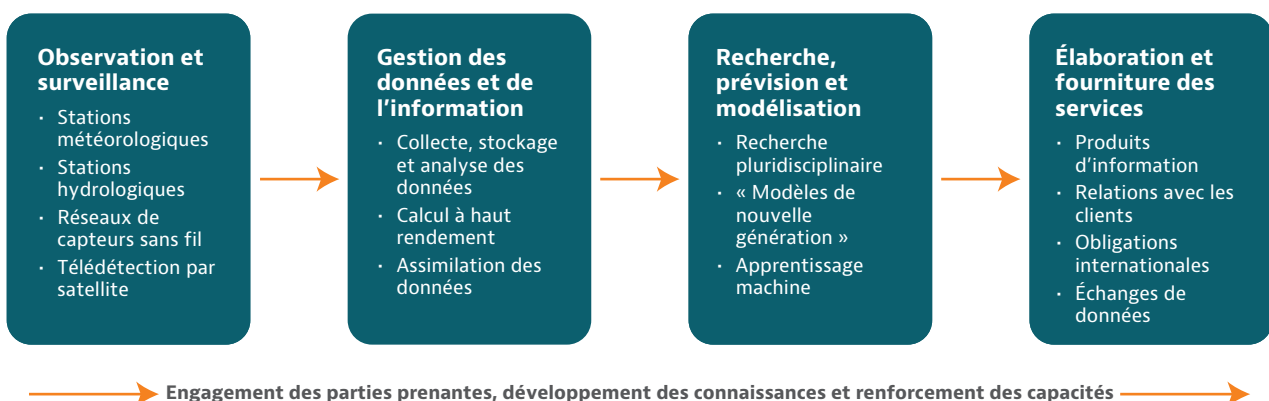 Observation et
surveillance
· Stations
météorologiques
· Stations
hydrologiques
· Réseaux de
capteurs sans fil
· Télédétection par
satellite
Gestion des
données et de
l'information
· Collecte, stockage
et analyse des
données
· Calcul à haut
rendement
· Assimilation des
données
Recherche,
prévision et
modélisation
· Recherche
pluridisciplinaire
· « Modèles de
nouvelle
génération »
· Apprentissage
machine
Élaboration et
fourniture des
services
· Produits
d'information
· Relations avec les
clients
· Obligations
internationales
· Échanges de
données
Engagement des parties prenantes, développement des connaissances et renforcement des capacités